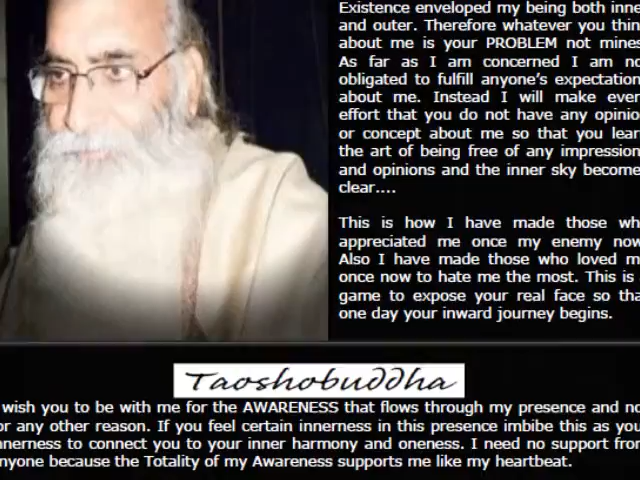 Existence enveloped my being both inne
and outer. Therefore whatever you thin
about me is your PROBLEM not mines
As far as I am concerned I am no
obligated to fulfill anyone's expectation
about me. Instead I will make ever
effort that you do not have any opinio
or concept about me so that you lear
the art of being free of any impression
and opinions and the inner sky become
clear....
This is how I have made those wh
appreciated me once my enemy now
Also I have made those who loved m
once now to hate me the most. This is
game to expose your real face so tha
one day your inward journey begins.
Taoshobuddha
wish you to be with me for the AWARENESS that flows through my presence and no
or any other reason. If you feel certain innerness in this presence imbibe this as you
nnerness to connect you to your inner harmony and oneness. I need no support from
nyone because the Totality of my Awareness supports me like my heartbeat.